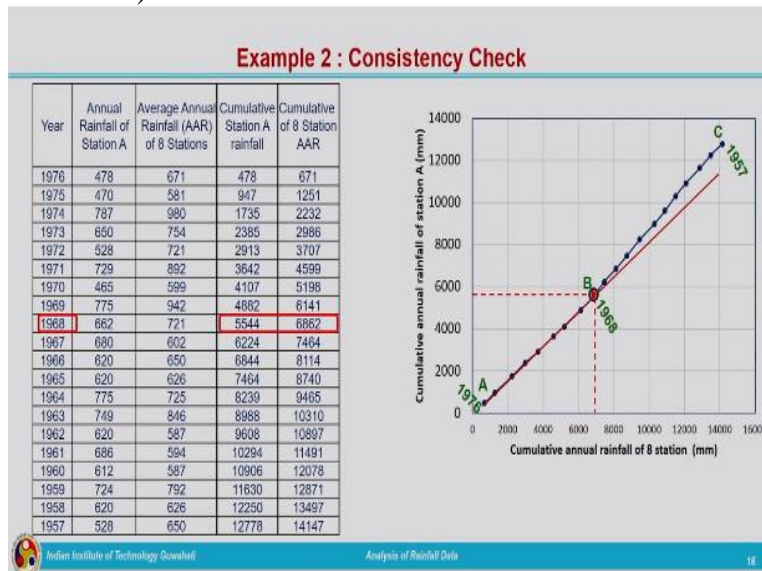 Example 2 : Consistency Check
Year Annual Rainfall of Station A Average Annual Rainfall (AAR) of 8 Stations Cumulative Station A rainfall Cumulative of 8 Station AAR
1976 478 671 478 671
1975 470 581 947 1251
1974 787 980 1735 2232
1973 650 754 2385 2986
1972 528 721 2913 3707
1971 729 892 3642 4599
1970 465 599 4107 5198
1969 775 942 4882 6141
1968 662 721 5544 6862
1967 680 602 6224 7464
1966 620 650 6844 8114
1965 620 626 7464 8740
1964 775 725 8239 9465
1963 749 846 8988 10310
1962 620 587 9608 10897
1961 686 594 10294 11491
1960 612 587 10906 12078
1959 724 792 11630 12871
1958 620 626 12250 13497
1957 528 650 12778 14147
Cumulative annual rainfall of station A (mm)
14000
12000
10000
8000
6000
4000
2000
0
C
1957
B
1968
A
1976
0 2000 4000 6000 8000 10000 12000 14000 1600
Cumulative annual rainfall of 8 station (mm)
Indian Institute of Technology Guwahati
Analysis of Rainfall Data